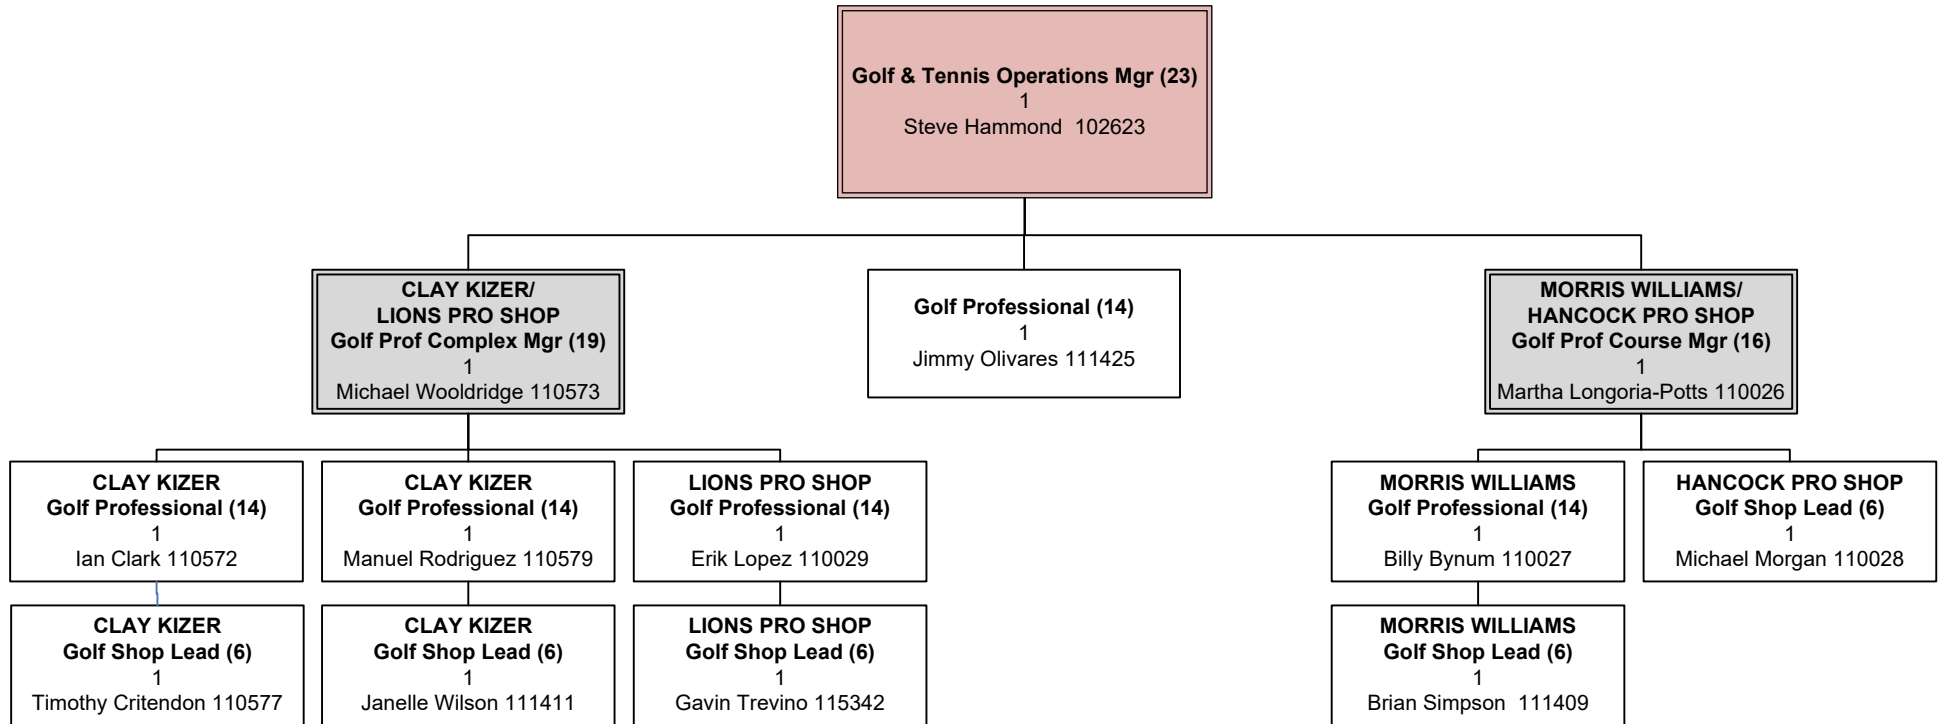 Golf & Tennis Operations Mgr (23)
1
Steve Hammond  102623
CLAY KIZER/
LIONS PRO SHOP
Golf Prof Complex Mgr (19)
1
Michael Wooldridge 110573
Golf Professional (14)
1
Jimmy Olivares 111425
MORRIS WILLIAMS/
HANCOCK PRO SHOP
Golf Prof Course Mgr (16)
1
Martha Longoria-Potts 110026
CLAY KIZER
Golf Professional (14)
1
Ian Clark 110572
CLAY KIZER
Golf Professional (14)
1
Manuel Rodriguez 110579
LIONS PRO SHOP
Golf Professional (14)
1
Erik Lopez 110029
MORRIS WILLIAMS
Golf Professional (14)
1
Billy Bynum 110027
HANCOCK PRO SHOP
Golf Shop Lead (6)
1
Michael Morgan 110028
CLAY KIZER
Golf Shop Lead (6)
1
Timothy Critendon 110577
CLAY KIZER
Golf Shop Lead (6)
1
Janelle Wilson 111411
LIONS PRO SHOP
Golf Shop Lead (6)
1
Gavin Trevino 115342
MORRIS WILLIAMS
Golf Shop Lead (6)
1
Brian Simpson  111409